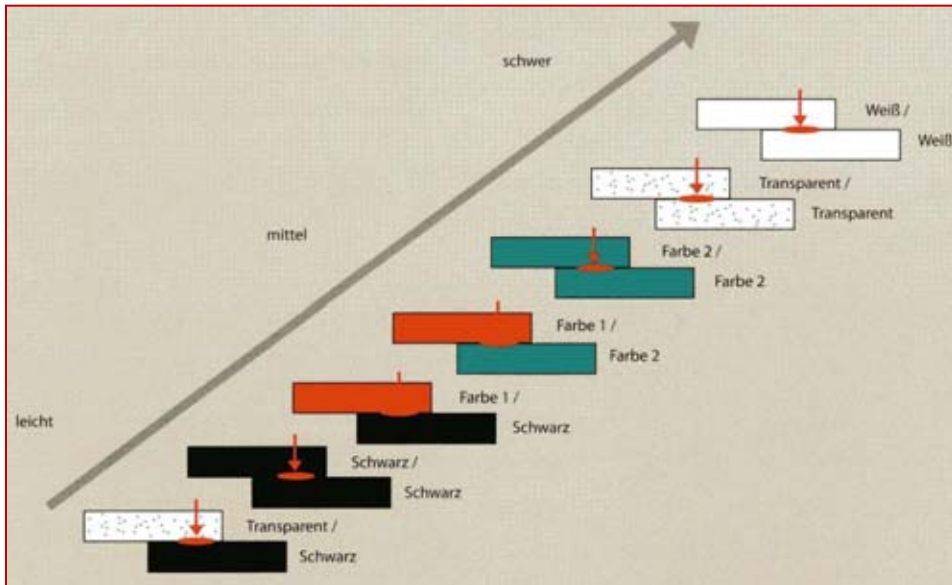 schwer
Weiß /
Weiß
Transparent /
Transparent
mittel
Farbe 2 /
Farbe 2
Farbe 1 /
Farbe 2
Farbe 1 /
leicht
Schwarz
Schwarz /
Schwarz
Transparent /
Schwarz